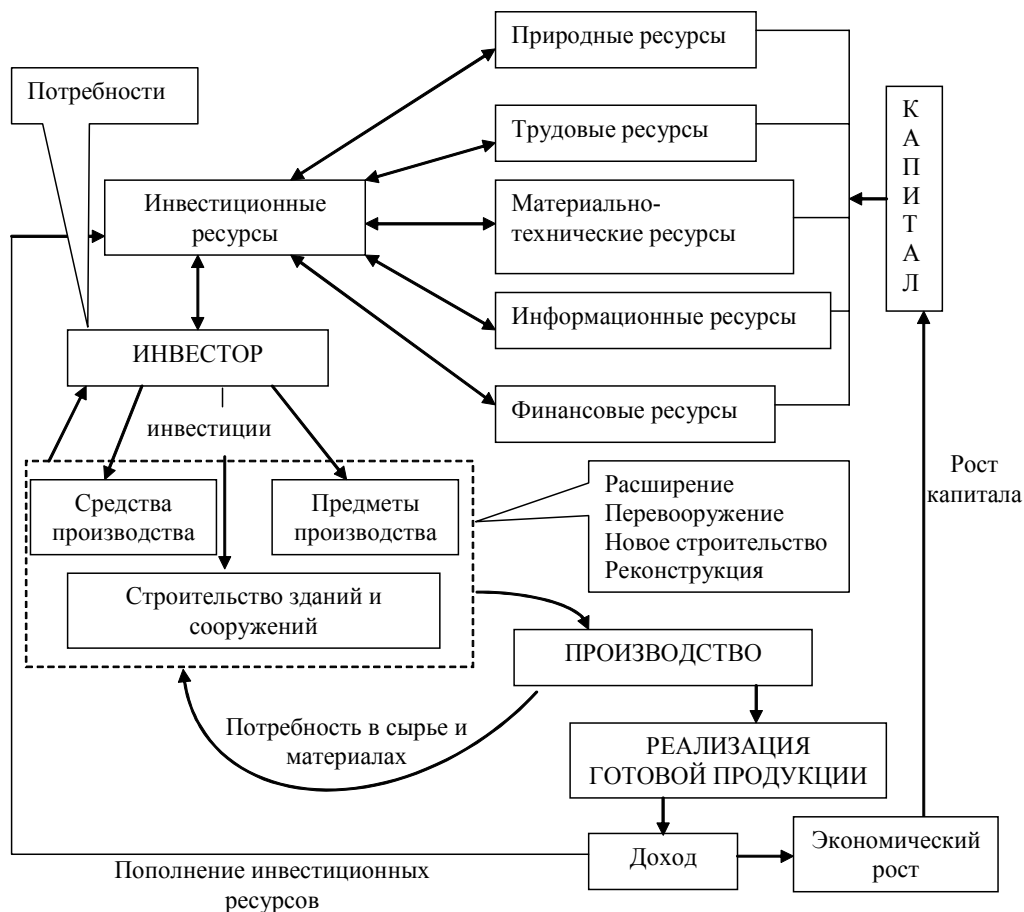 Природные ресурсы
Потребности
К
А
П
И
Т
А
Л
Трудовые ресурсы
Инвестиционные
ресурсы
Материально-
технические ресурсы
Информационные ресурсы
ИНВЕСТОР
Финансовые ресурсы
инвестиции
Рост
капитала
Средства
производства
Предметы
производства
Расширение
Перевооружение
Новое строительство
Реконструкция
Строительство зданий и
сооружений
ПРОИЗВОДСТВО
Потребность в сырье и
материалах
РЕАЛИЗАЦИЯ
ГОТОВОЙ ПРОДУКЦИИ
Доход
Экономический
рост
Пополнение инвестиционных
ресурсов